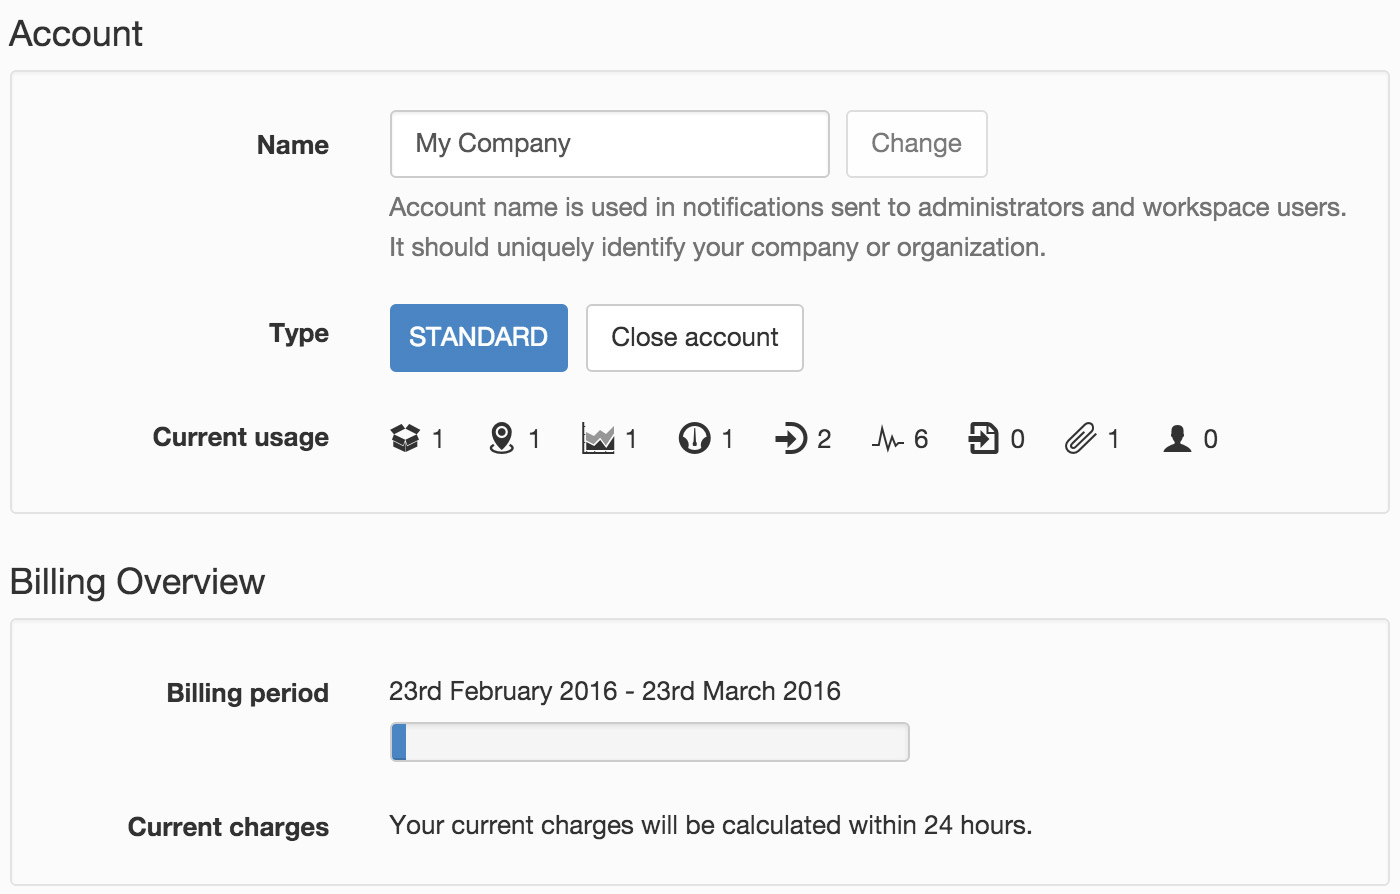 Account
Name My Company Change
Account name is used in notifications sent to administrators and workspace users.
It should uniquely identify your company or organization.
Type STANDARD Close account
Current usage 1 1 1 1 2 6 0 1 0
Billing Overview
Billing period 23rd February 2016 - 23rd March 2016
Current charges Your current charges will be calculated within 24 hours.